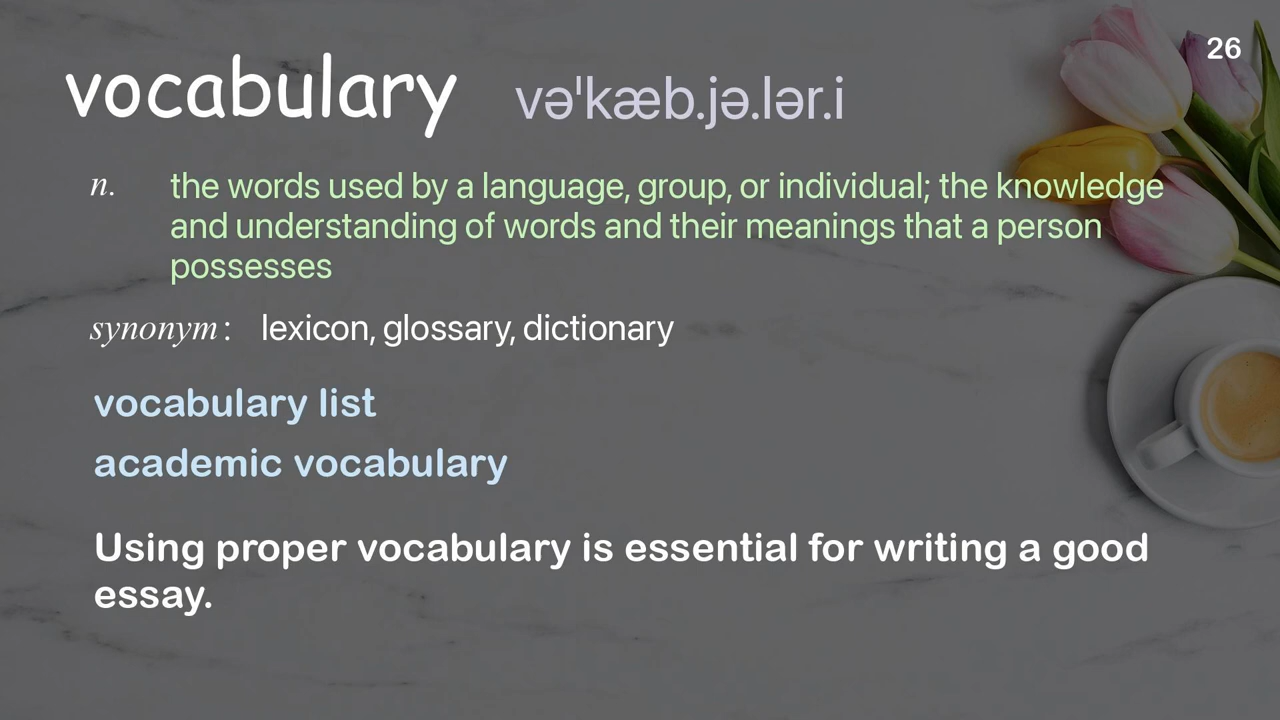 26
vocabulary vəˈkæb.jə.lər.i
n. the words used by a language, group, or individual; the knowledge
and understanding of words and their meanings that a person
possesses
synonym: lexicon, glossary, dictionary
vocabulary list
academic vocabulary
Using proper vocabulary is essential for writing a good
essay.